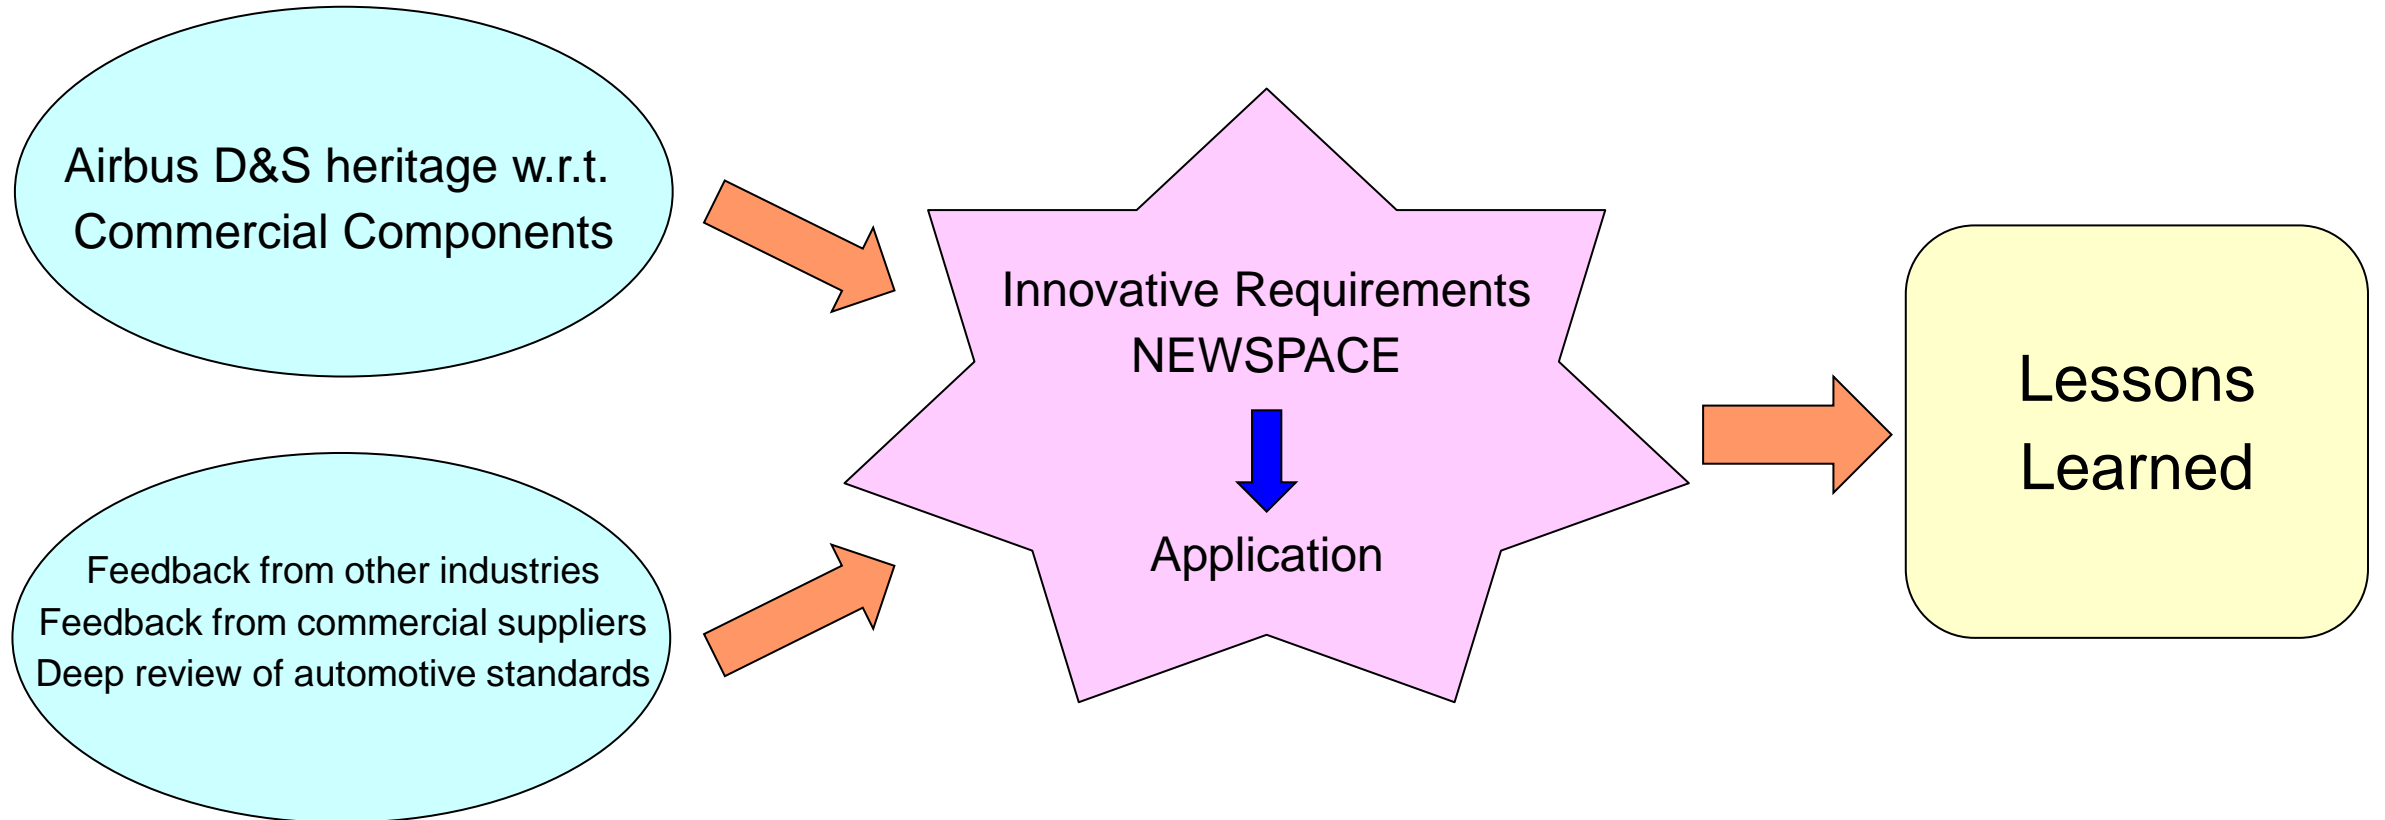 Airbus D&S heritage w.r.t.
Commercial Components
Feedback from other industries
Feedback from commercial suppliers
Deep review of automotive standards
Innovative Requirements
NEWSPACE
Application
Lessons
Learned